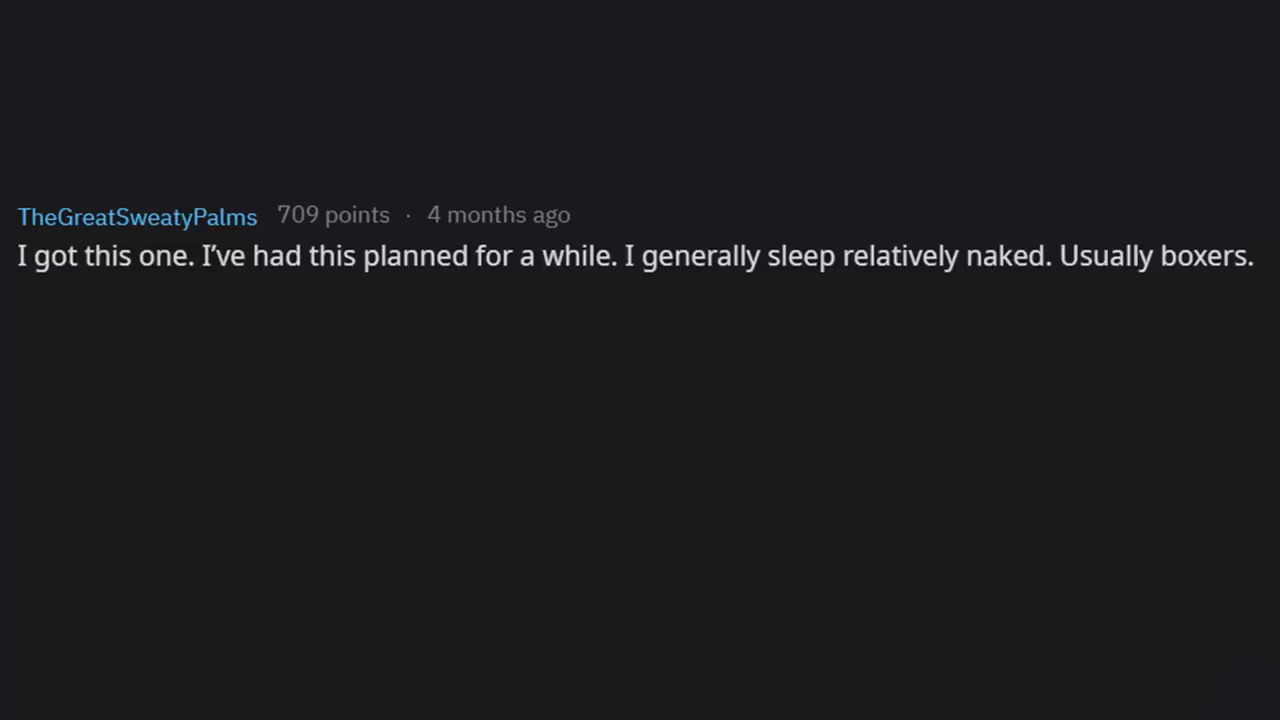 TheGreatSweatyPalms 709 points · 4 months ago
I got this one. I’ve had this planned for a while. I generally sleep relatively naked. Usually boxers.